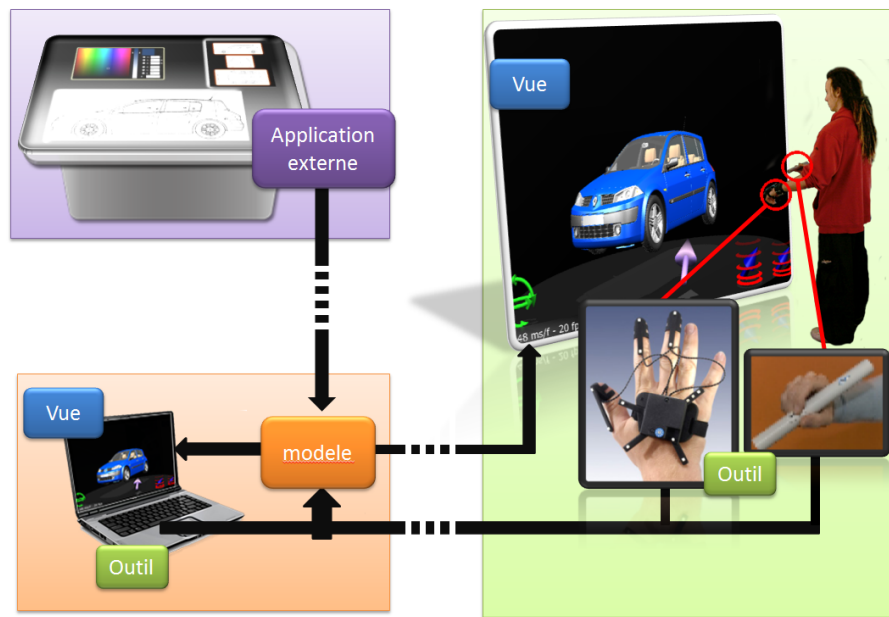 Application
externe
Vue
48 ms/f - 20 fp
Vue
modele
Outil
Outil